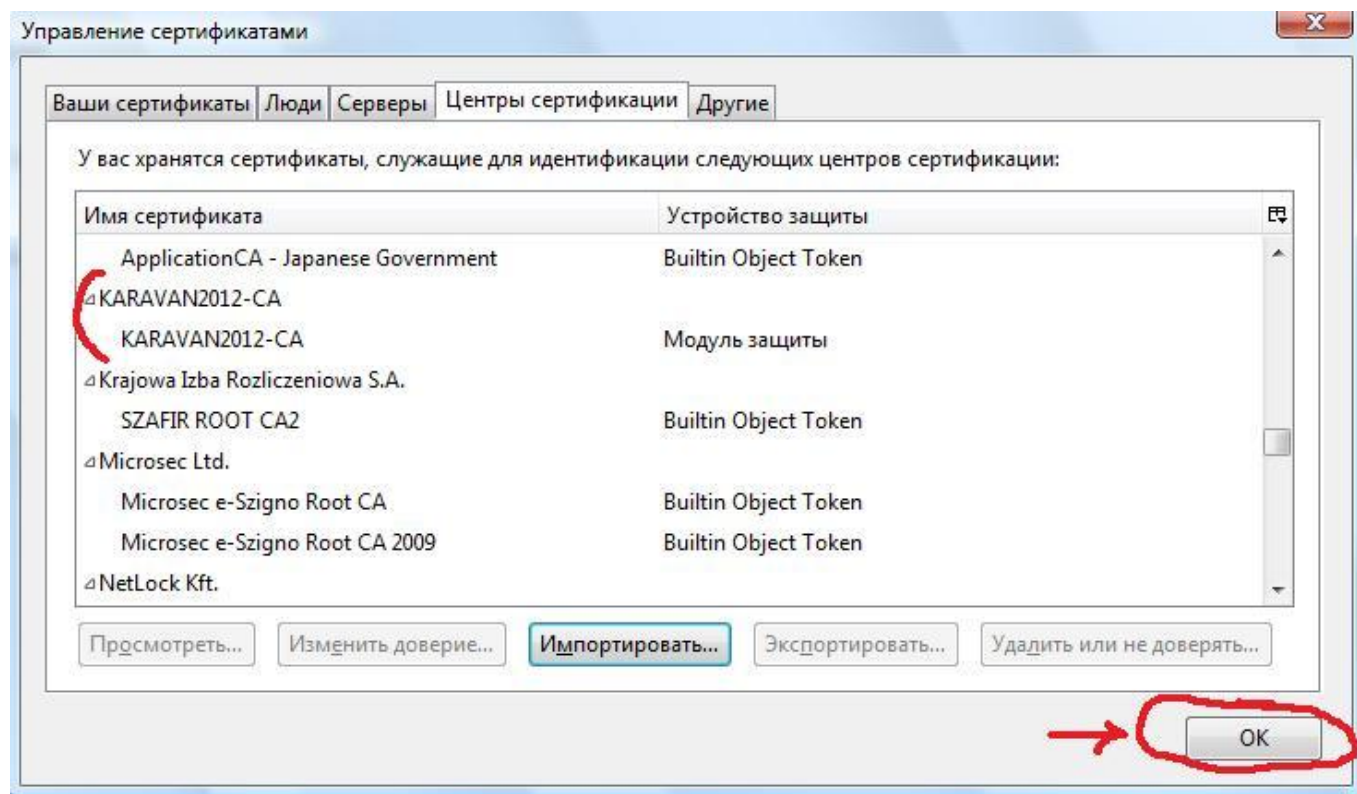 Управление сертификатами
Ваши сертификаты Люди Серверы Центры сертификации Другие
У вас хранятся сертификаты, служащие для идентификации следующих центров сертификации:
Имя сертификата Устройство защиты
ApplicationCA - Japanese Government Builtin Object Token
KARAVAN2012-CA
KARAVAN2012-CA Модуль защиты
Krajowa Izba Rozliczeniowa S.A.
SZAFIR ROOT CA2 Builtin Object Token
Microsec Ltd.
Microsec e-Szigno Root CA Builtin Object Token
Microsec e-Szigno Root CA 2009 Builtin Object Token
NetLock Kft.
Просмотреть... Изменить доверие... Импортировать... Экспортировать... Удалить или не доверять...
OK